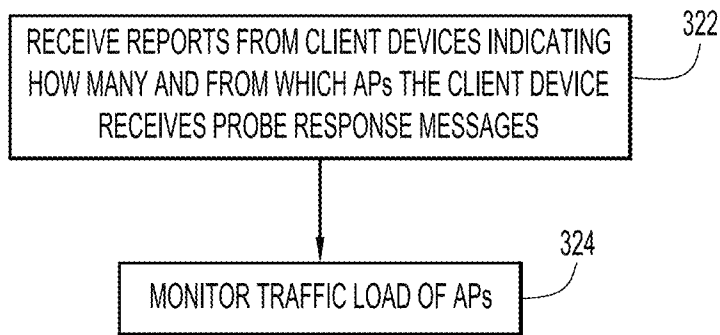 RECEIVE REPORTS FROM CLIENT DEVICES INDICATING
HOW MANY AND FROM WHICH APs THE CLIENT DEVICE
RECEIVES PROBE RESPONSE MESSAGES
322
324
MONITOR TRAFFIC LOAD OF APs